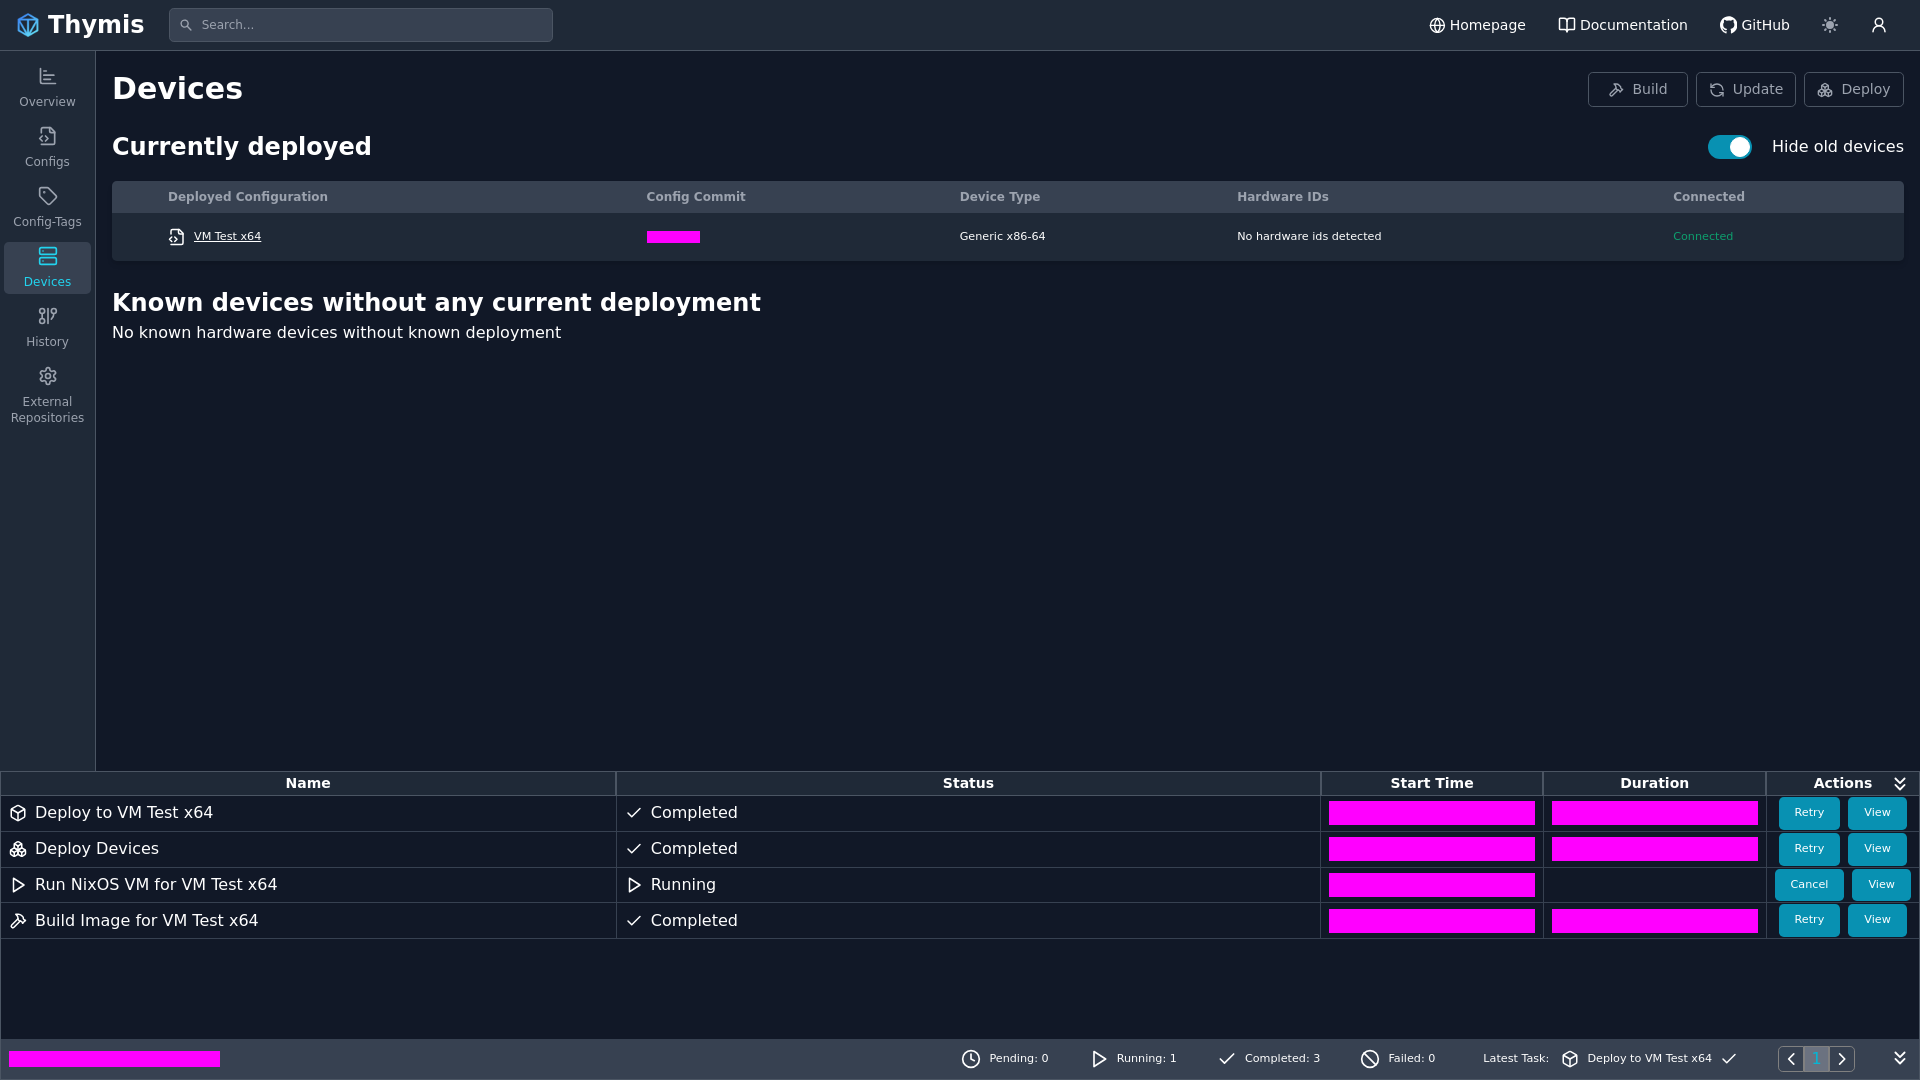 Thymis
Search...
Homepage
Documentation
GitHub
Overview
Configs
Config-Tags
Devices
History
External
Repositories
Devices
Build
Update
Deploy
Currently deployed
Hide old devices
Deployed Configuration Config Commit Device Type Hardware IDs Connected
VM Test x64 Generic x86-64 No hardware ids detected Connected
Known devices without any current deployment
No known hardware devices without known deployment
Name Status Start Time Duration Actions
Deploy to VM Test x64 Completed Retry View
Deploy Devices Completed Retry View
Run NixOS VM for VM Test x64 Running Cancel View
Build Image for VM Test x64 Completed Retry View
Pending: 0 Running: 1 Completed: 3 Failed: 0 Latest Task: Deploy to VM Test x64 1